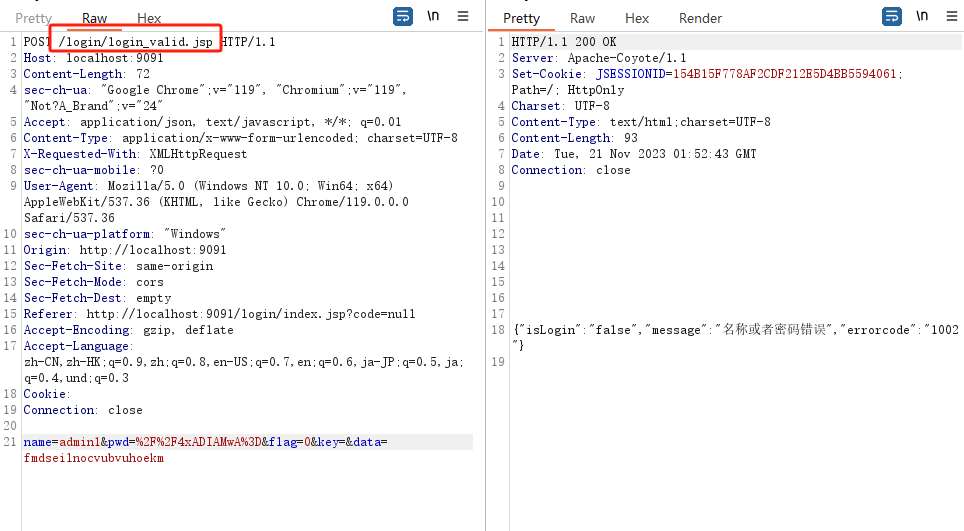 Pretty Raw Hex \n
1 POST /login/login_valid.jsp HTTP/1.1
2 Host: localhost:9091
3 Content-Length: 72
4 sec-ch-ua: "Google Chrome";v="119", "Chromium";v="119",
"Not?A_Brand";v="24"
5 Accept: application/json, text/javascript, */*; q=0.01
6 Content-Type: application/x-www-form-urlencoded; charset=UTF-8
7 X-Requested-With: XMLHttpRequest
8 sec-ch-ua-mobile: ?0
9 User-Agent: Mozilla/5.0 (Windows NT 10.0; Win64; x64)
AppleWebKit/537.36 (KHTML, like Gecko) Chrome/119.0.0.0
Safari/537.36
10 sec-ch-ua-platform: "Windows"
11 Origin: http://localhost:9091
12 Sec-Fetch-Site: same-origin
13 Sec-Fetch-Mode: cors
14 Sec-Fetch-Dest: empty
15 Referer: http://localhost:9091/login/index.jsp?code=null
16 Accept-Encoding: gzip, deflate
17 Accept-Language:
zh-CN,zh-HK;q=0.9,zh;q=0.8,en-US;q=0.7,en;q=0.6,ja-JP;q=0.5,ja;
q=0.4,und;q=0.3
18 Cookie:
19 Connection: close
20
21 name=admin1&pwd=%2F%2F4xADIAMwA%3D&flag=0&key=&data=
fmdseilnocvubvuhoekm
Pretty Raw Hex Render \n
1 HTTP/1.1 200 OK
2 Server: Apache-Coyote/1.1
3 Set-Cookie: JSESSIONID=154B15F778AF2CDF212E5D4BB5594061;
Path=/; HttpOnly
4 Charset: UTF-8
5 Content-Type: text/html;charset=UTF-8
6 Content-Length: 93
7 Date: Tue, 21 Nov 2023 01:52:43 GMT
8 Connection: close
9
10
11
12
13
14
15
16
17
18 {"isLogin":"false","message":"名称或者密码错误","errorcode":"1002
"}
19